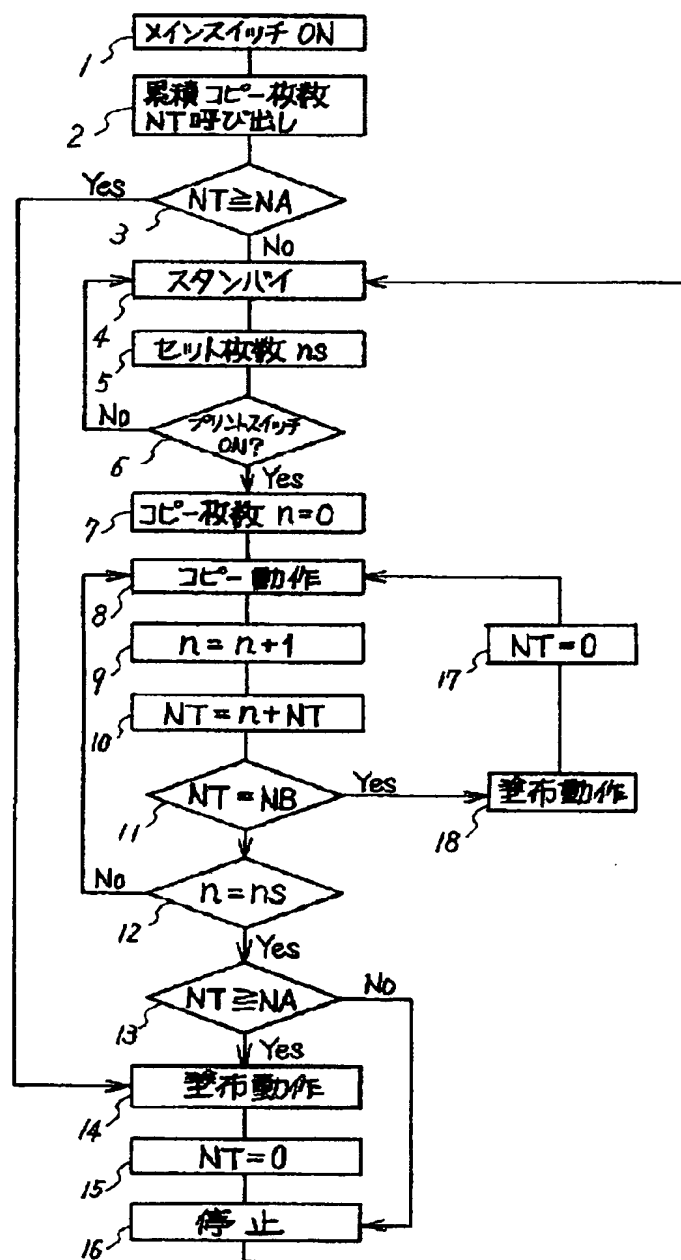 メインスイッチ ON
1
累積コピー枚数
NT呼び出し
2
Yes
NT≧NA
3
No
スタンバイ
4
セット枚数 ns
5
No
プリントスイッチ
ON?
6
Yes
コピー枚数 n=0
7
コピー動作
8
n=n+1
9
NT=0
17
NT=n+NT
10
NT=NB
Yes
11
塗布動作
18
No
n=ns
12
Yes
NT≧NA
No
13
Yes
塗布動作
14
NT=0
15
停止
16